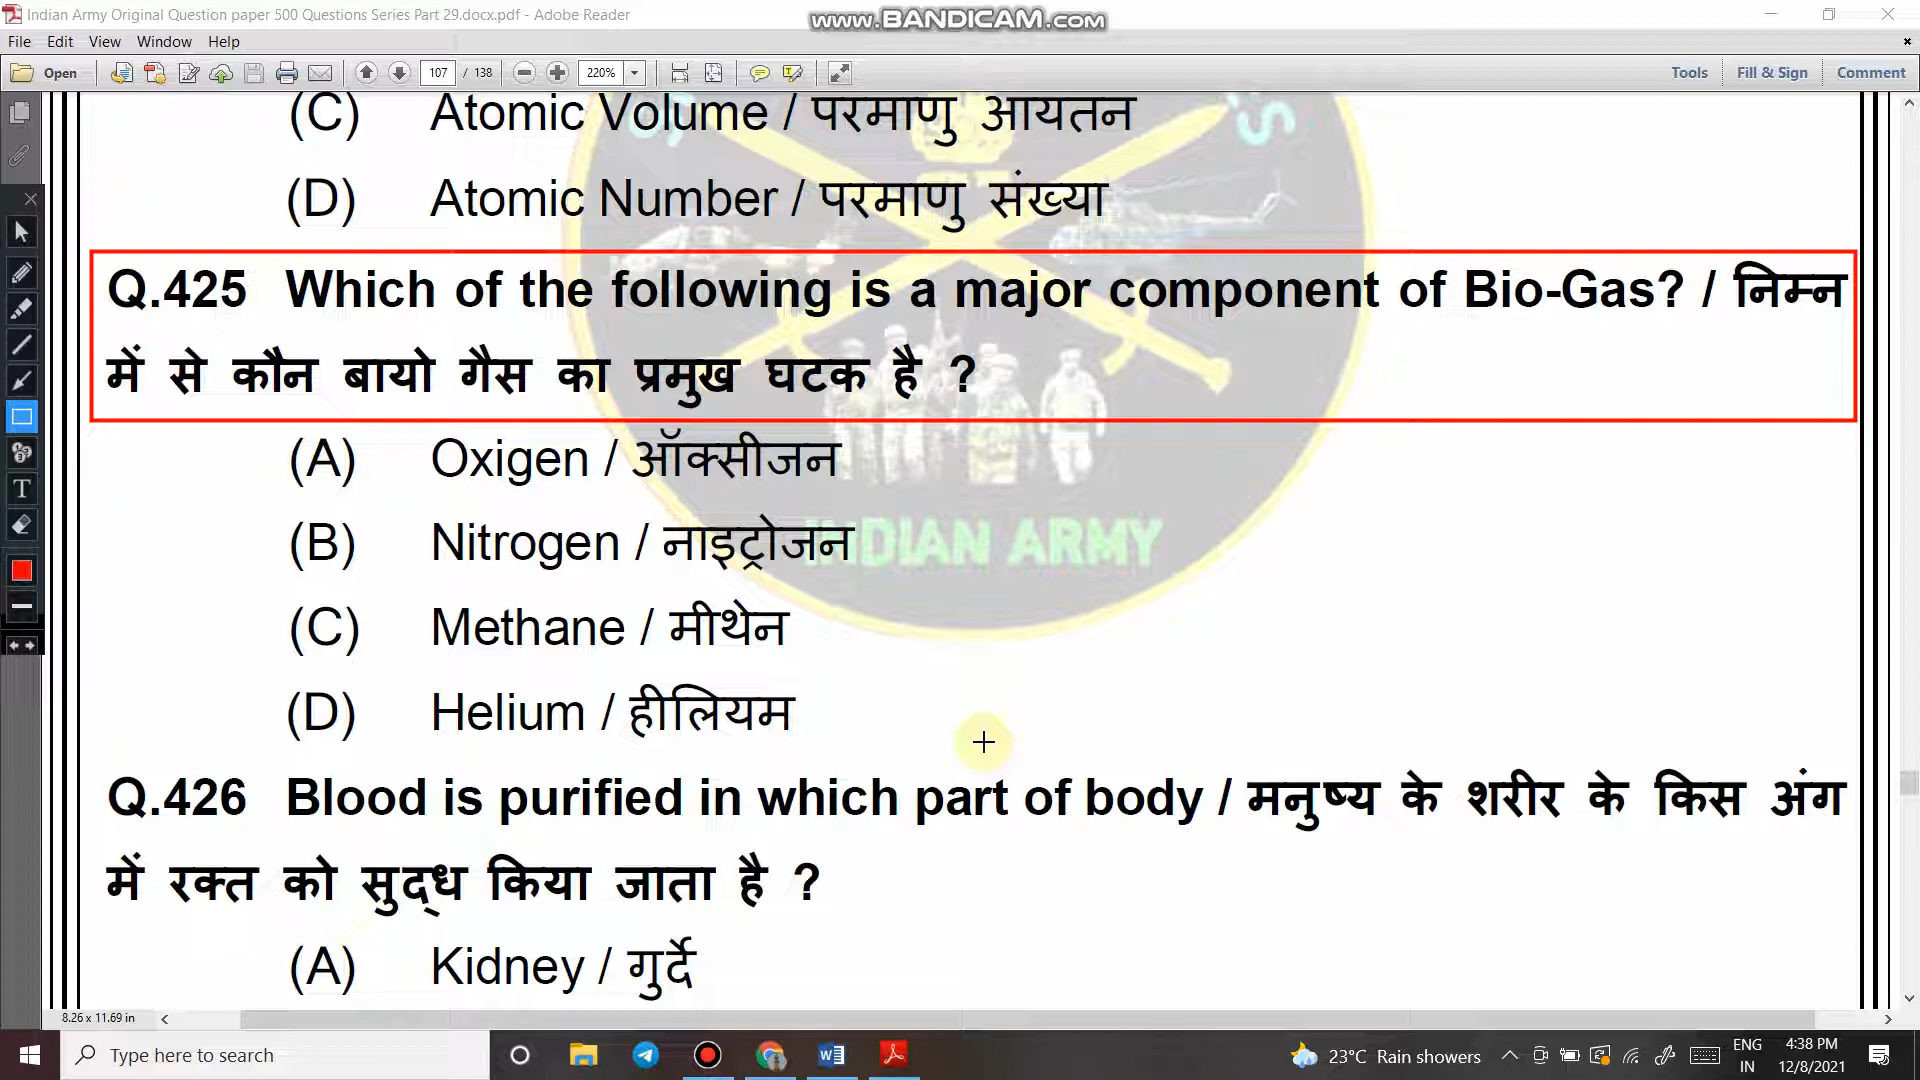 Indian Army Original Question paper 500 Questions Series Part 29.docx.pdf - Adobe Reader
www.BANDICAM.com
File Edit View Window Help
Open 107 / 138 220% Tools Fill & Sign Comment
(C) Atomic Volume / परमाणु आयतन
(D) Atomic Number / परमाणु संख्या
Q.425 Which of the following is a major component of Bio-Gas? / निम्न
में से कौन बायो गैस का प्रमुख घटक है ?
(A) Oxigen / ऑक्सीजन
(B) Nitrogen / नाइट्रोजन
INDIAN ARMY
(C) Methane / मीथेन
(D) Helium / हीलियम
Q.426 Blood is purified in which part of body / मनुष्य के शरीर के किस अंग
में रक्त को सुद्ध किया जाता है ?
(A) Kidney / गुर्दे
8.26 x 11.69 in
Type here to search
23°C Rain showers
ENG
IN
4:38 PM
12/8/2021